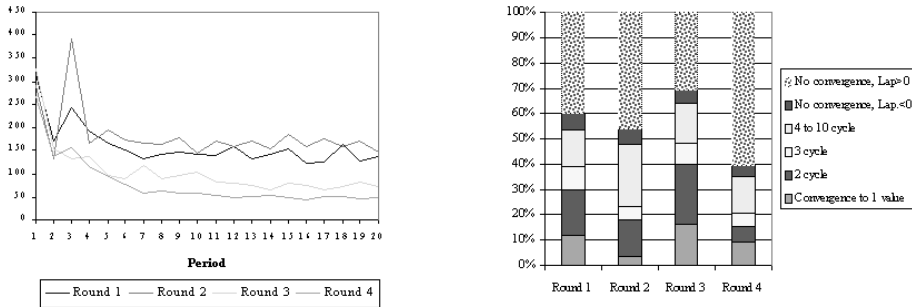 450
400
350
300
250
200
150
100
50
0
1 2 3 4 5 6 7 8 9 10 11 12 13 14 15 16 17 18 19 20
Period
Round 1 Round 2 Round 3 Round 4
100%
90%
80%
70%
60%
50%
40%
30%
20%
10%
0%
Round 1 Round 2 Round 3 Round 4
No convergence, Lap>0
No convergence, Lap.<0
4 to 10 cycle
3 cycle
2 cycle
Convergence to 1 value